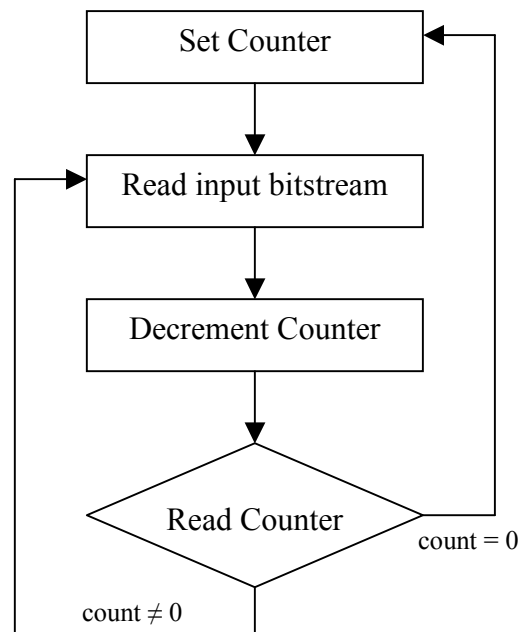 Set Counter
Read input bitstream
Decrement Counter
Read Counter
count = 0
count ≠ 0